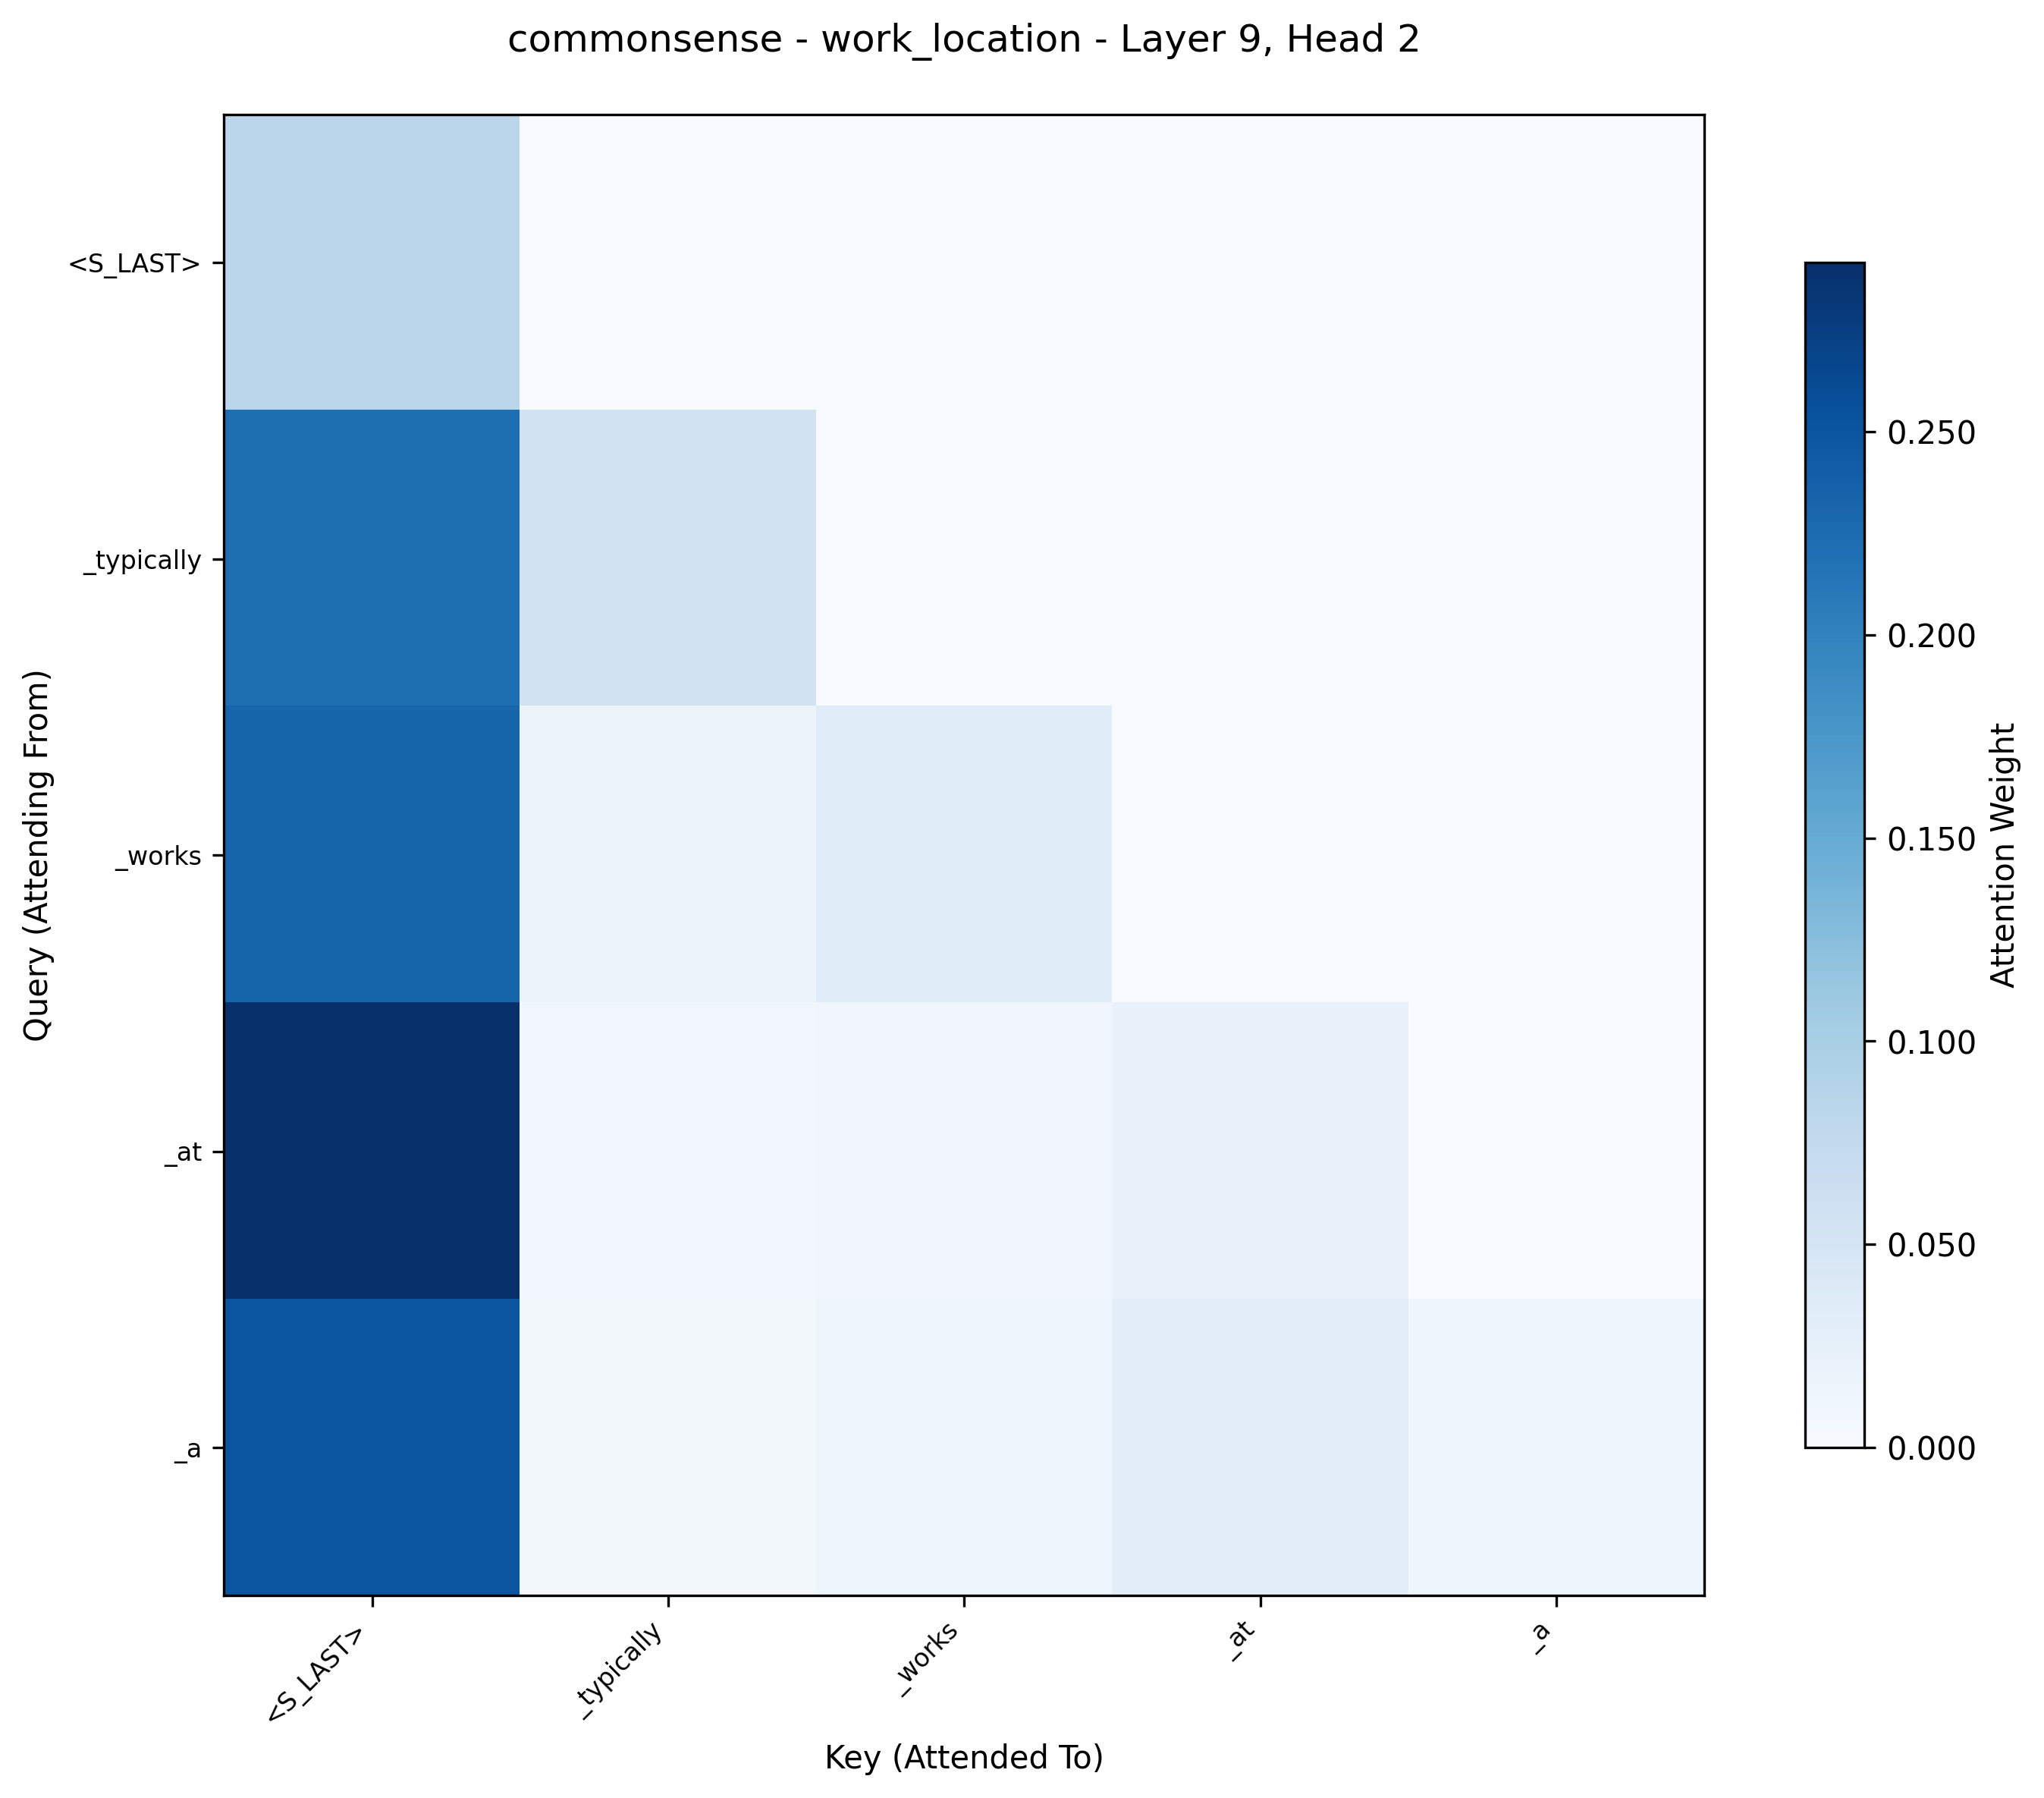 commonsense - work_location - Layer 9, Head 2
Query (Attending From)
<S_LAST>
_typically
_works
_at
_a
<S_LAST>
_typically
_works
_at
_a
Key (Attended To)
0.250
0.200
0.150
0.100
0.050
0.000
Attention Weight